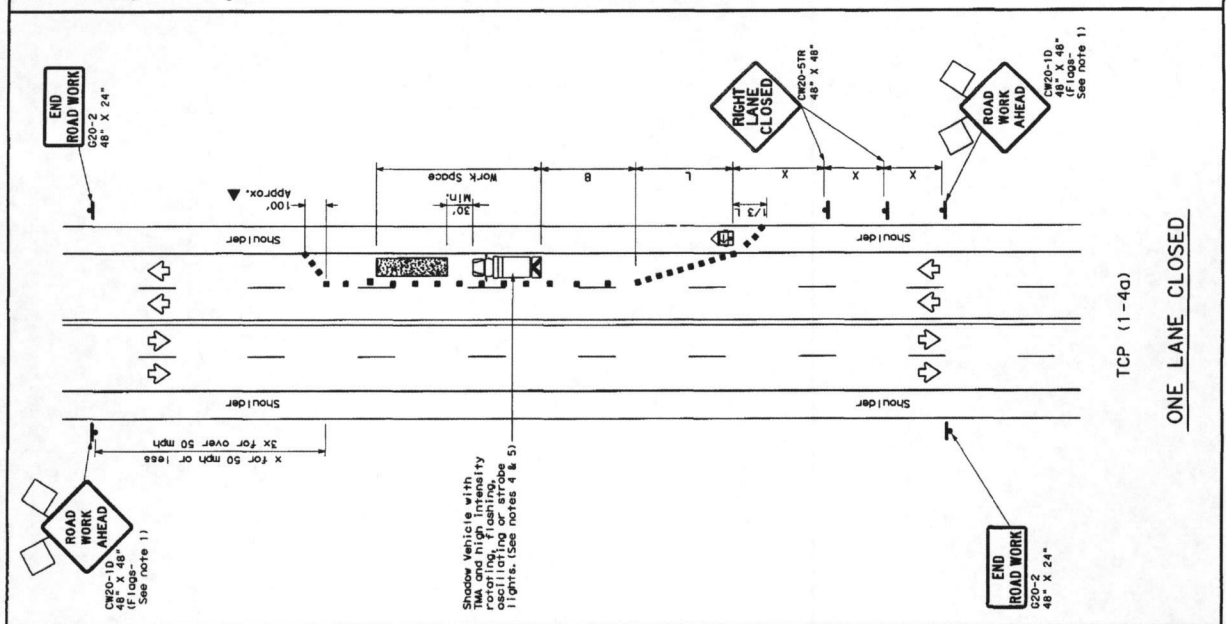 END
ROAD WORK
G20-2
48" X 24"
RIGHT
LANE
CLOSED
CW20-5TR
48" X 48"
ROAD
WORK
AHEAD
CW20-1D
48" X 48"
(Flags-
See note 1)
100'
Approx.
Work Space
30'
Min.
B
L
1/3 L
X
X
X
Shoulder
Shoulder
Shoulder
Shoulder
x for 50 mph or less
3x for over 50 mph
ROAD
WORK
AHEAD
CW20-1D
48" X 48"
(Flags-
See note 1)
Shadow Vehicle with
TMA and high intensity
rotating, flashing,
oscillating or strobe
lights. (See notes 4 & 5)
END
ROAD WORK
G20-2
48" X 24"
TCP (1-4a)
ONE LANE CLOSED